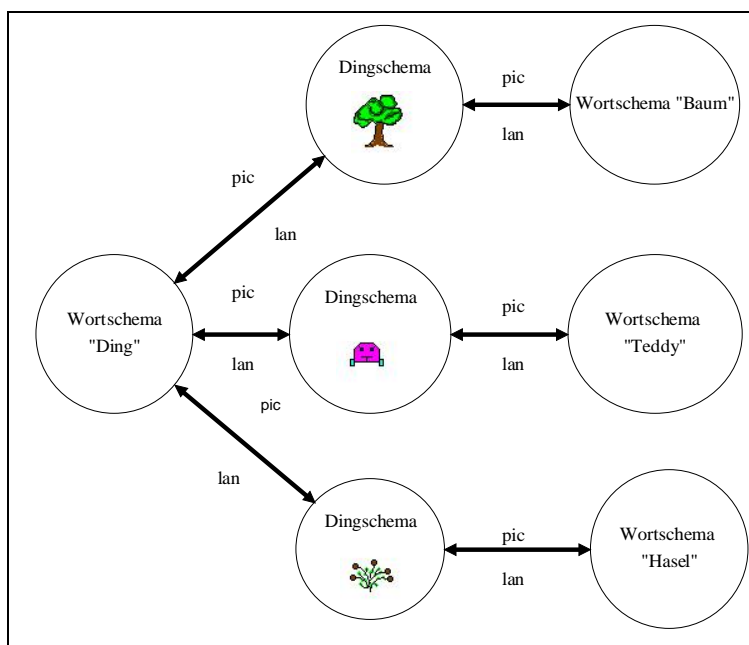 Dingschema
pic
Wortschema "Baum"
lan
pic
lan
Wortschema
"Ding"
pic
lan
Dingschema
pic
lan
Wortschema
"Teddy"
pic
lan
Dingschema
pic
lan
Wortschema
"Hasel"